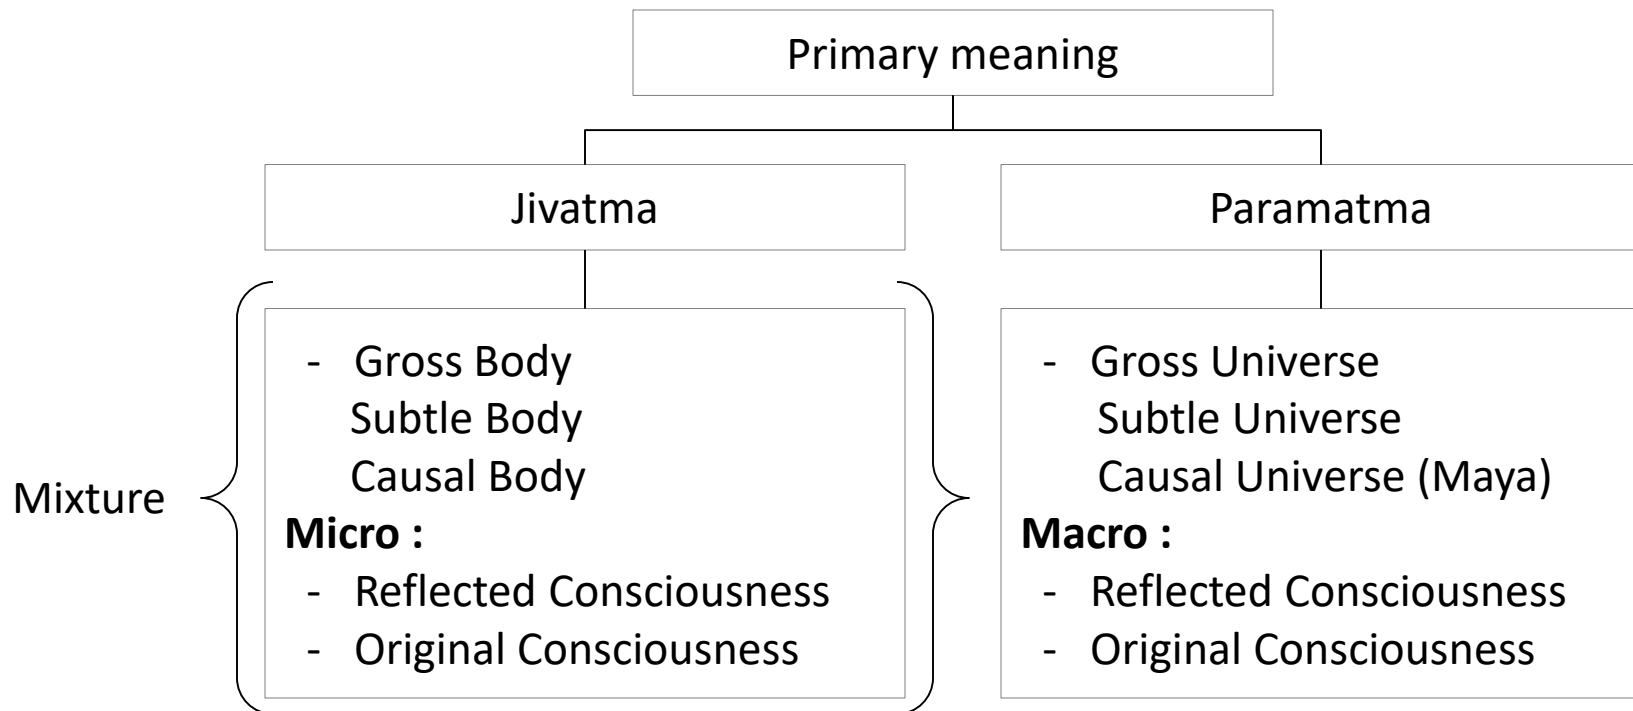 Primary meaning
Jivatma
Paramatma
Mixture
- Gross Body
Subtle Body
Causal Body
Micro :
- Reflected Consciousness
- Original Consciousness
- Gross Universe
Subtle Universe
Causal Universe (Maya)
Macro :
- Reflected Consciousness
- Original Consciousness